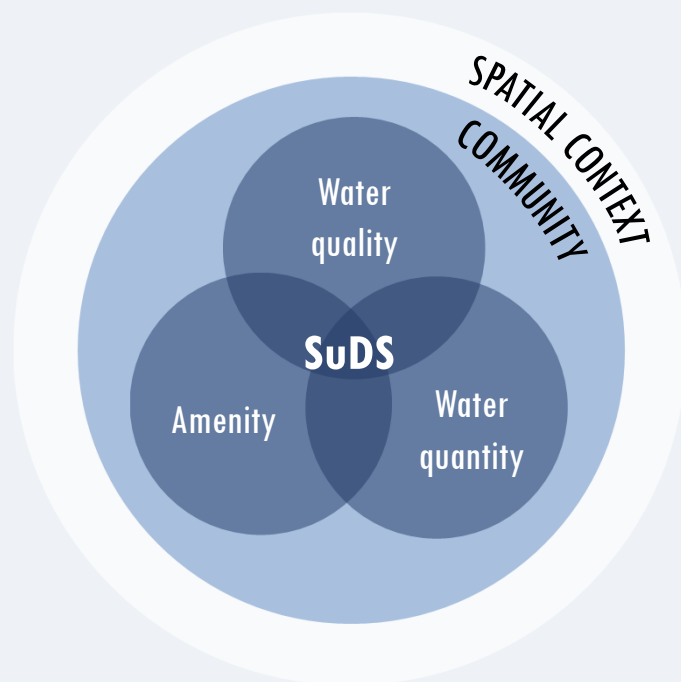 SPATIAL CONTEXT
COMMUNITY
Water
quality
SuDS
Amenity
Water
quantity